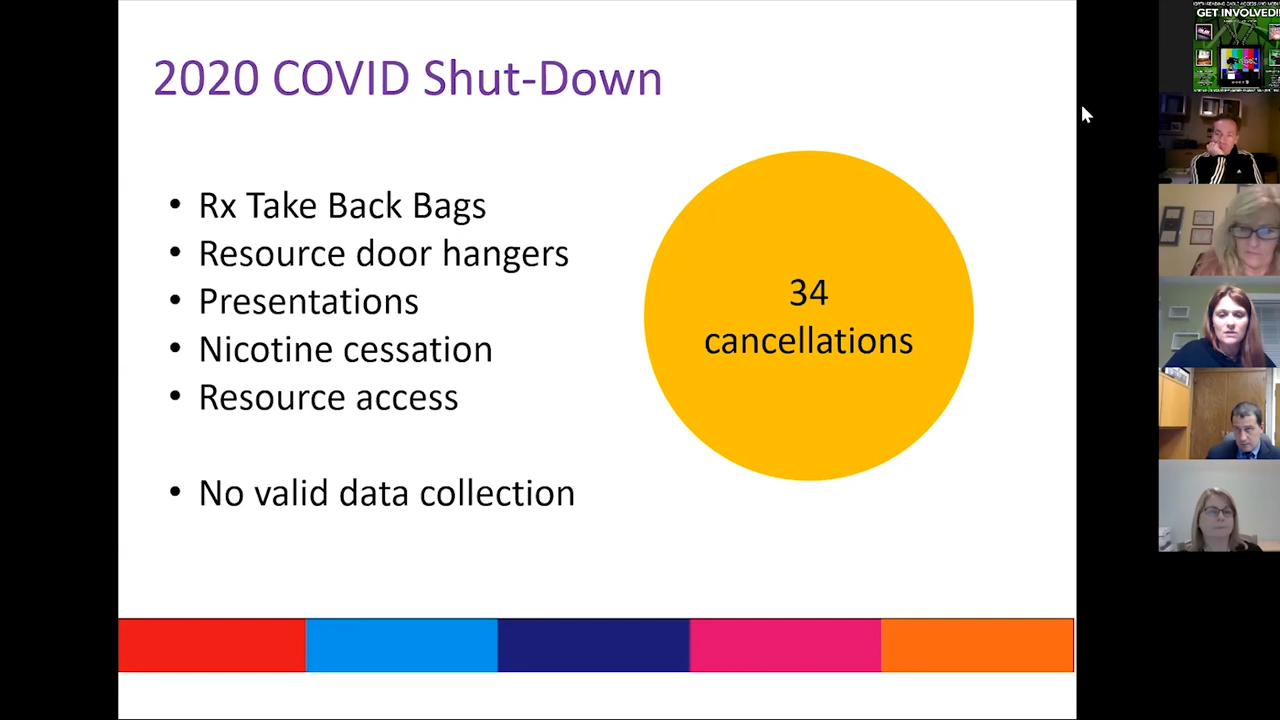 2020 COVID Shut-Down
• Rx Take Back Bags
• Resource door hangers
• Presentations
• Nicotine cessation
• Resource access
• No valid data collection
34
cancellations
GET INVOLVED!!